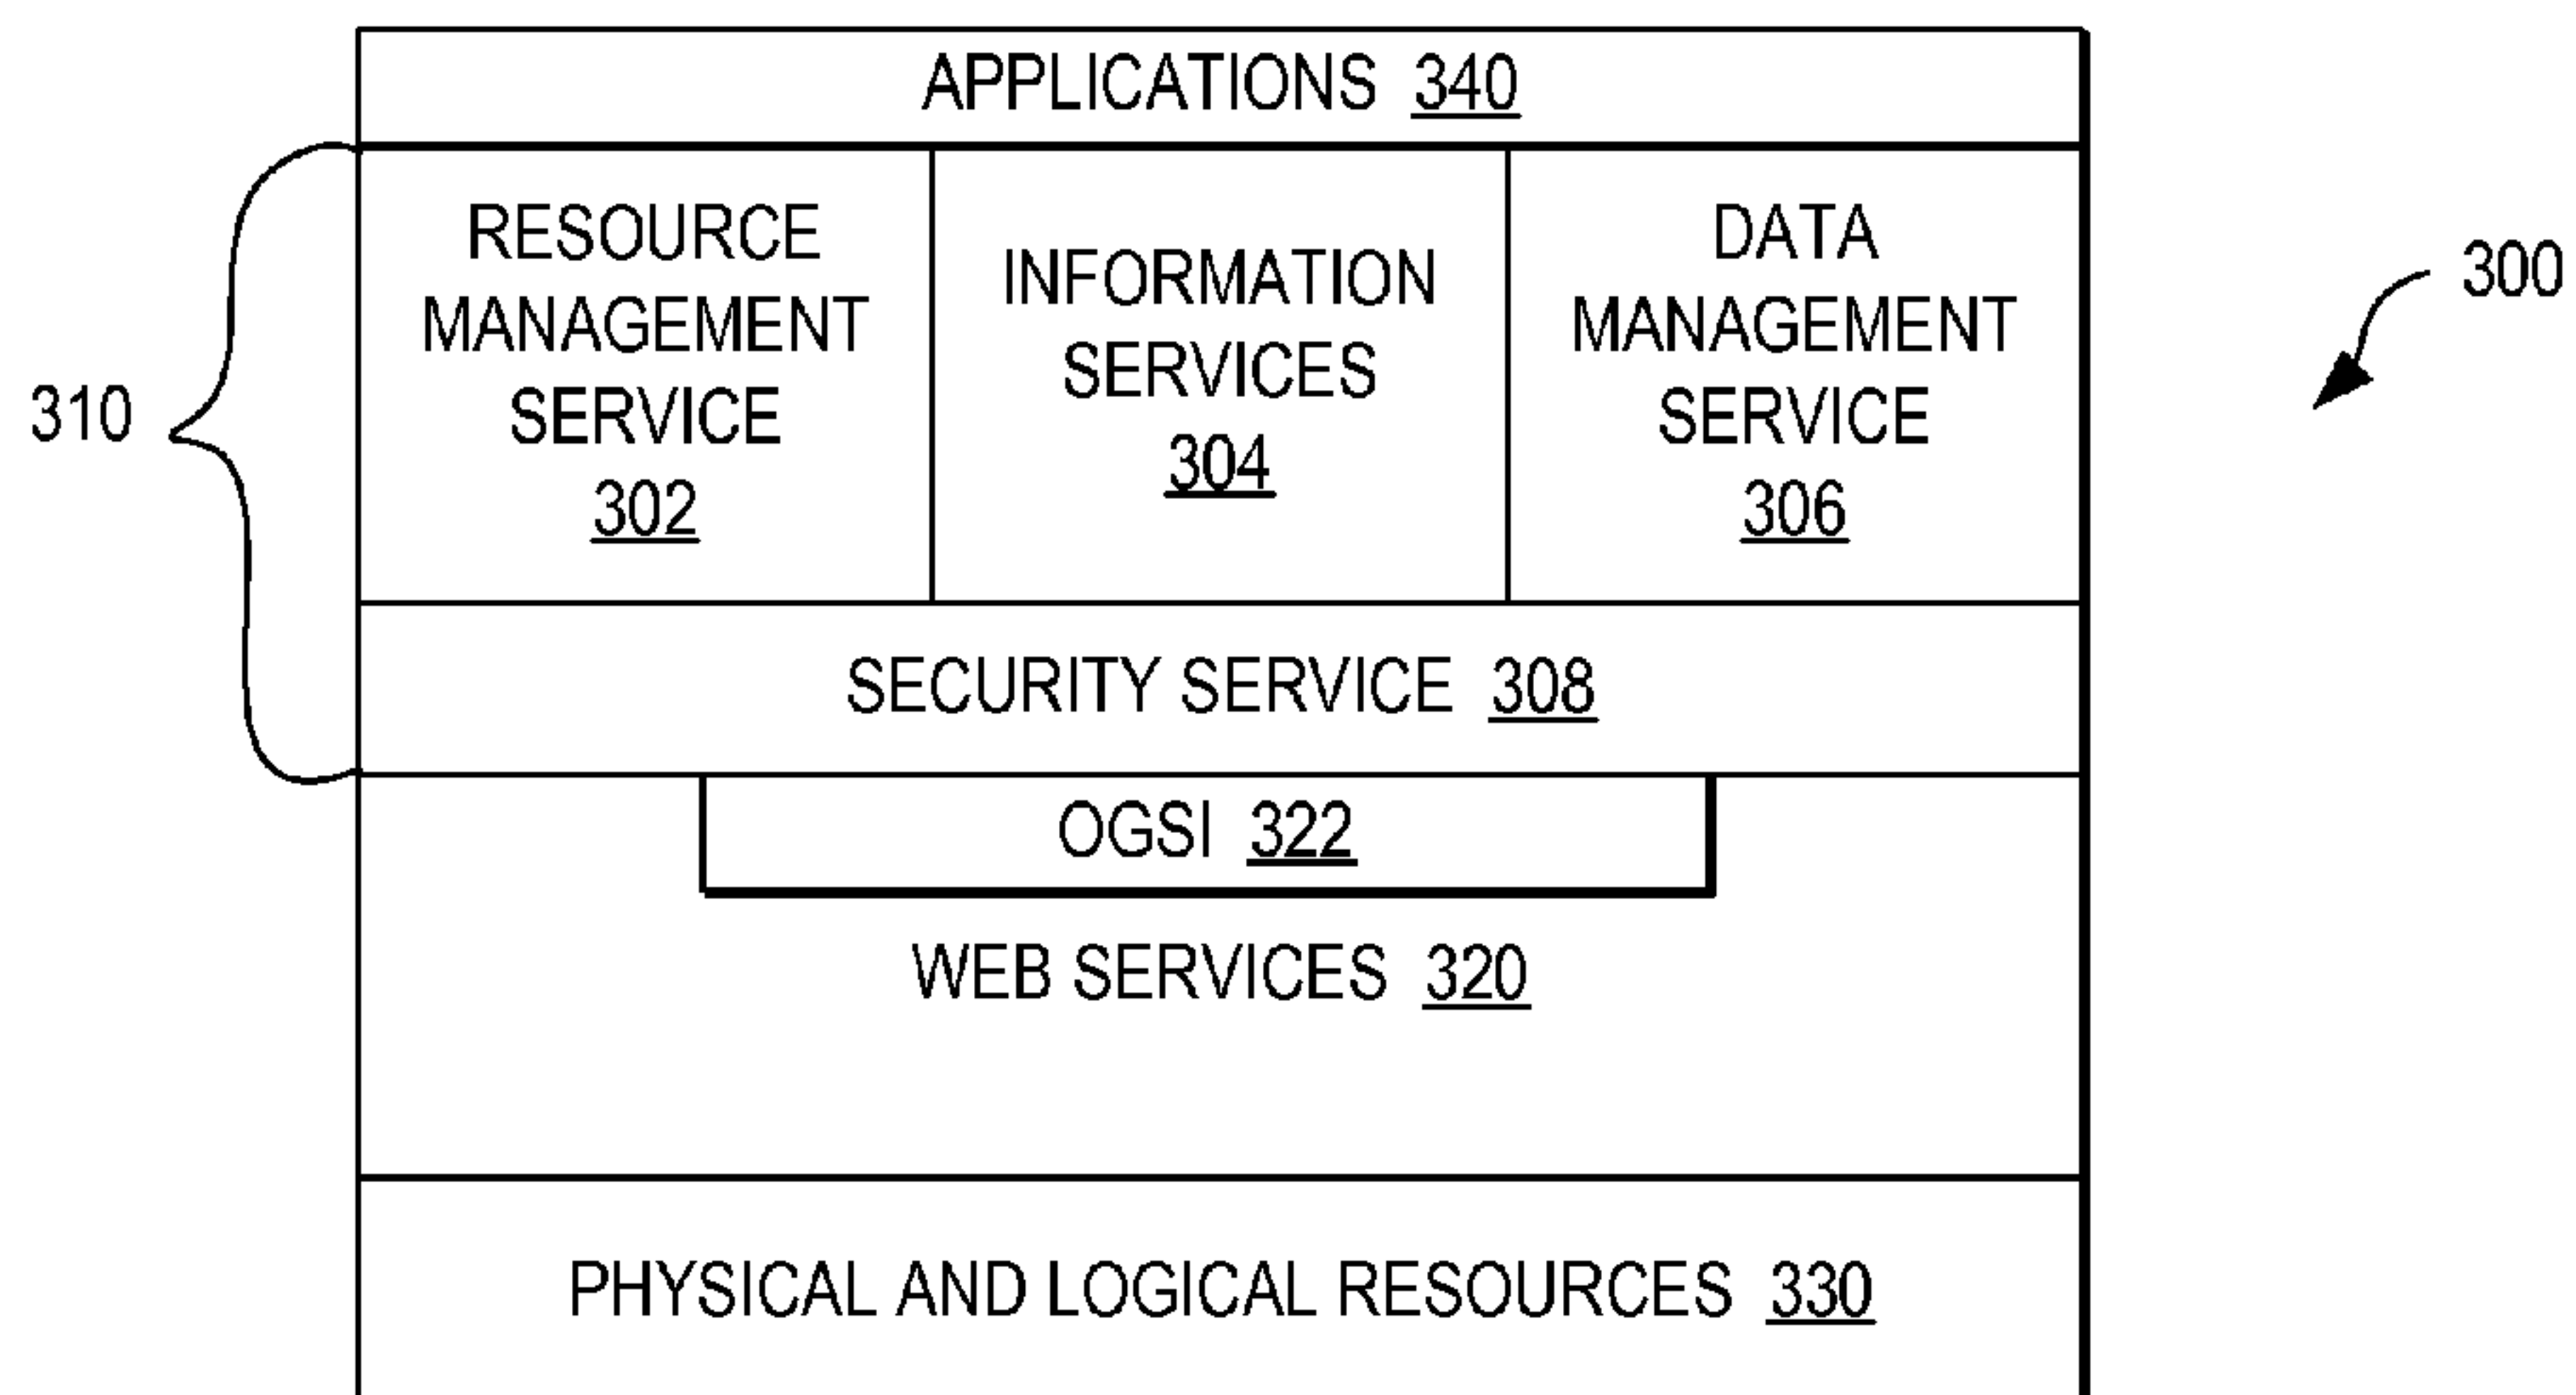 APPLICATIONS 340
RESOURCE
MANAGEMENT
SERVICE
302
INFORMATION
SERVICES
304
DATA
MANAGEMENT
SERVICE
306
300
310
SECURITY SERVICE 308
OGSI 322
WEB SERVICES 320
PHYSICAL AND LOGICAL RESOURCES 330